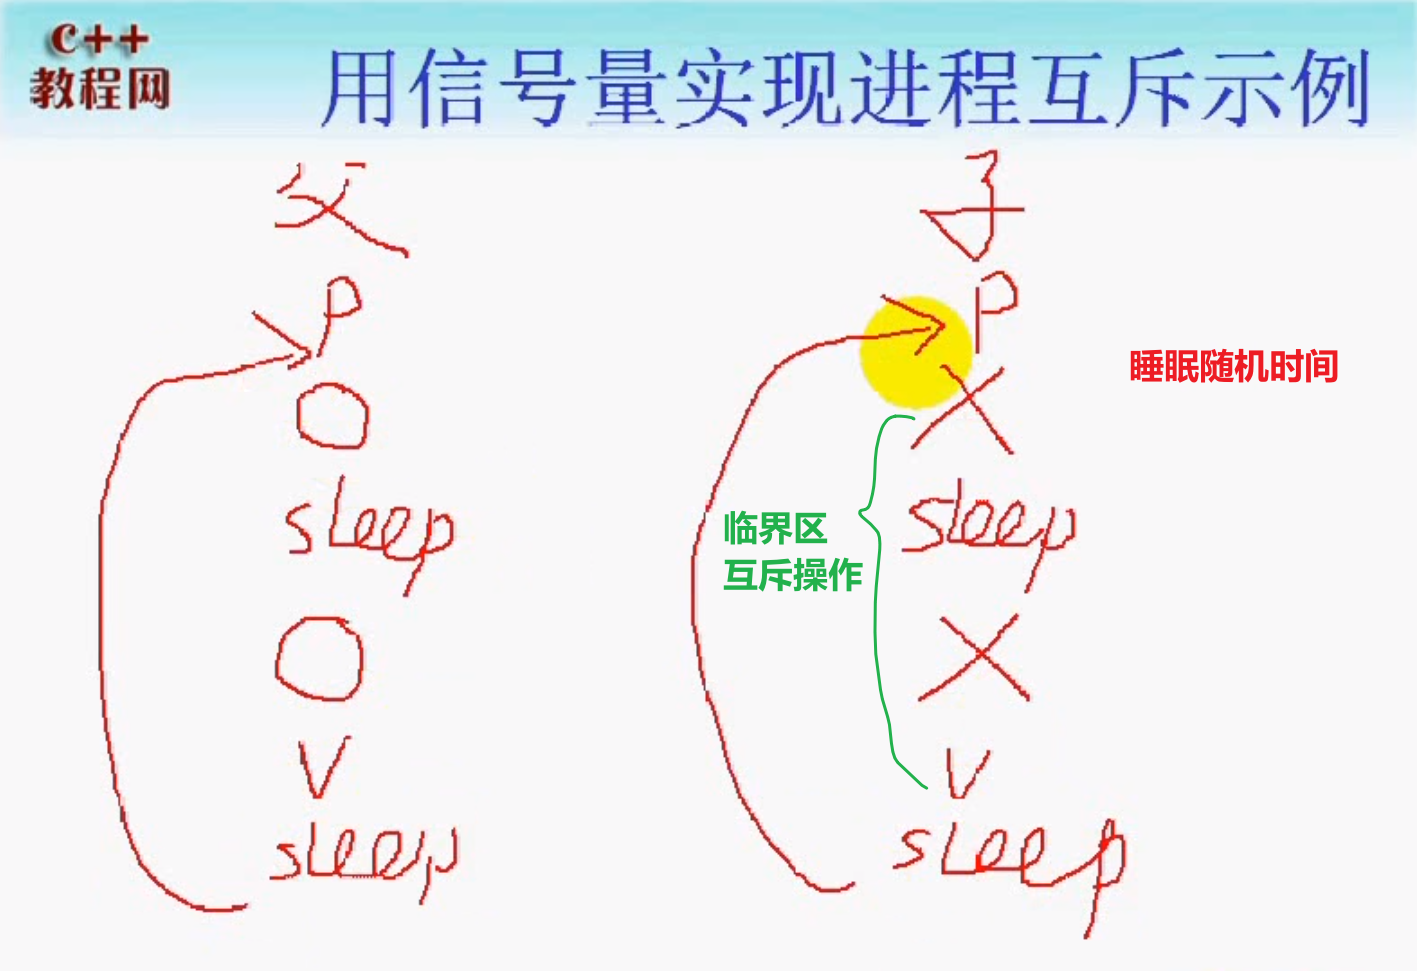 C++
教程网
用信号量实现进程互斥示例
父
P
O
sleep
O
V
sleep
子
P
X
sleep
X
V
sleep
临界区
互斥操作
睡眠随机时间